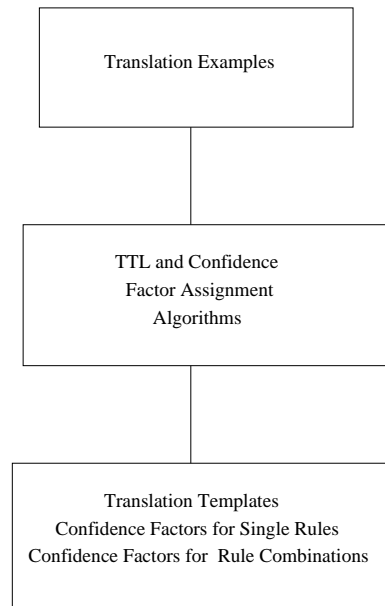 Translation Examples
TTL and Confidence
Factor Assignment
Algorithms
Translation Templates
Confidence Factors for Single Rules
Confidence Factors for Rule Combinations